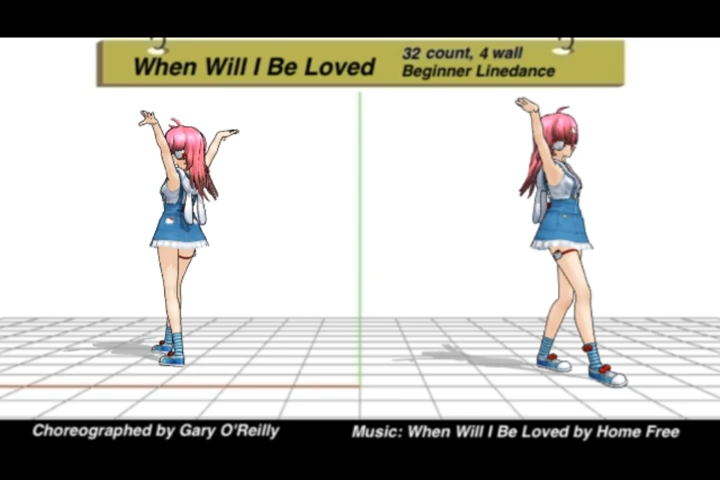 When Will I Be Loved
32 count, 4 wall
Beginner Linedance
Choreographed by Gary O'Reilly
Music: When Will I Be Loved by Home Free